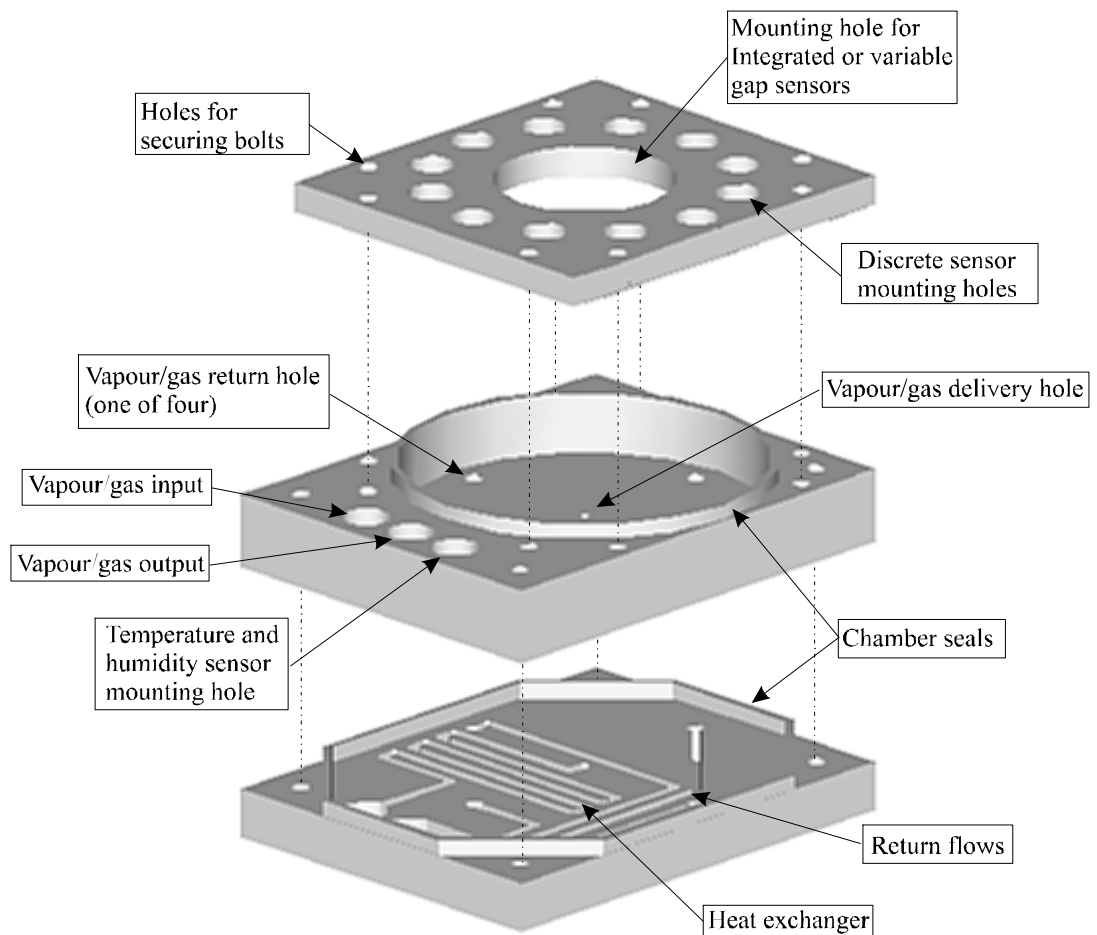 Mounting hole for
Integrated or variable
gap sensors
Holes for
securing bolts
Discrete sensor
mounting holes
Vapour/gas return hole
(one of four)
Vapour/gas delivery hole
Vapour/gas input
Vapour/gas output
Temperature and
humidity sensor
mounting hole
Chamber seals
Return flows
Heat exchanger